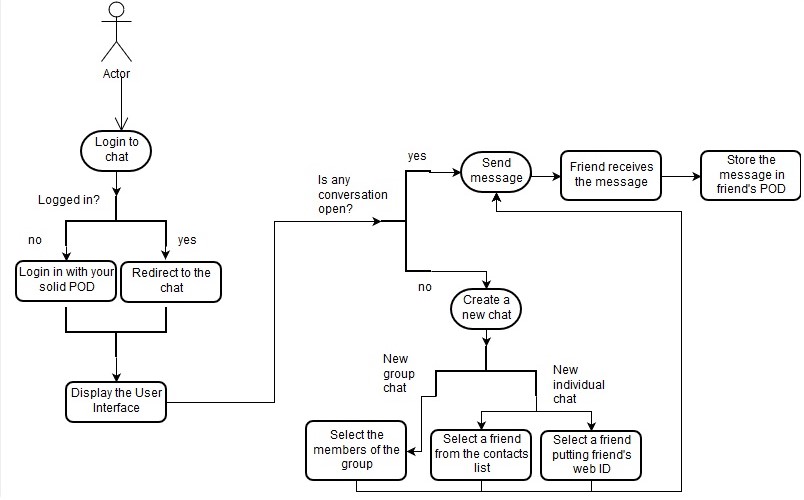 Actor
Login to
chat
Logged in?
no
yes
Login in with your
solid POD
Redirect to the
chat
Display the User
Interface
Is any
conversation
open?
yes
no
Send
message
Friend receives
the message
Store the
message in
friend's POD
Create a
new chat
New
group
chat
New
individual
chat
Select the
members of the
group
Select a friend
from the contacts
list
Select a friend
putting friend's
web ID